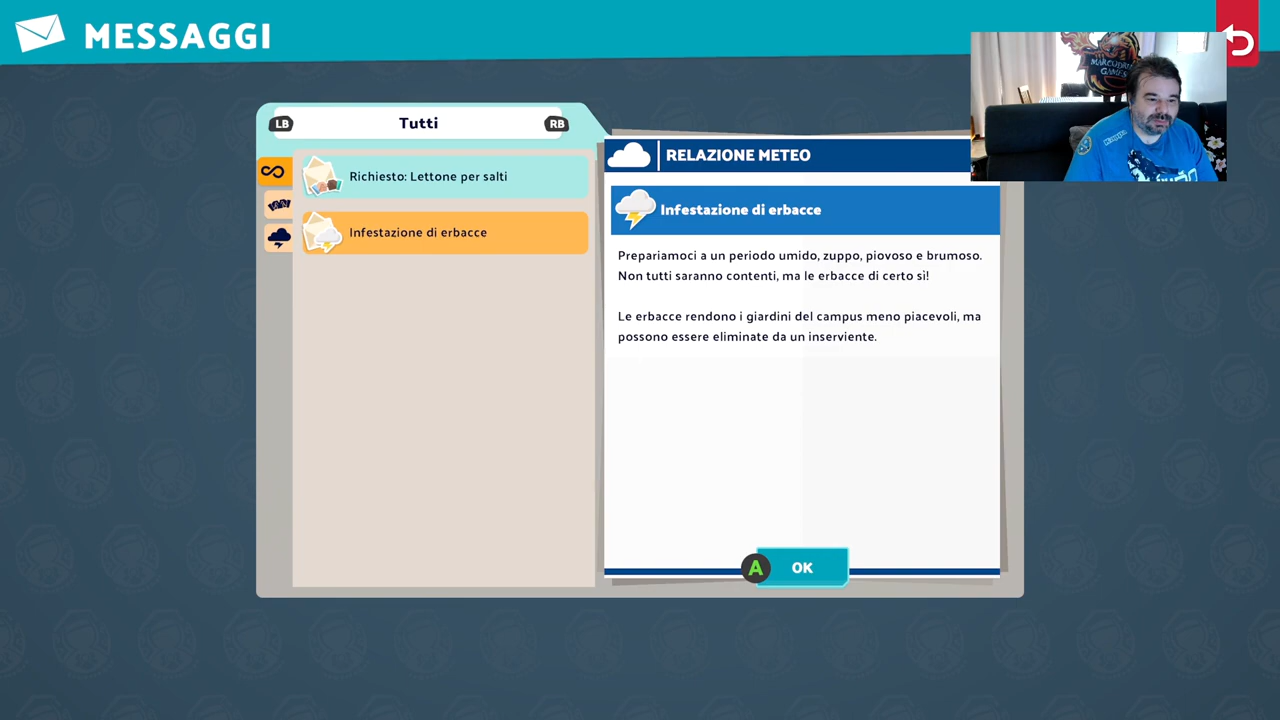 MESSAGGI
LB
Tutti
RB
Richiesto: Lettone per salti
Infestazione di erbacce
RELAZIONE METEO
Infestazione di erbacce
Prepariamoci a un periodo umido, zuppo, piovoso e brumoso.
Non tutti saranno contenti, ma le erbacce di certo sì!
Le erbacce rendono i giardini del campus meno piacevoli, ma
possono essere eliminate da un inserviente.
A
OK
GAMES